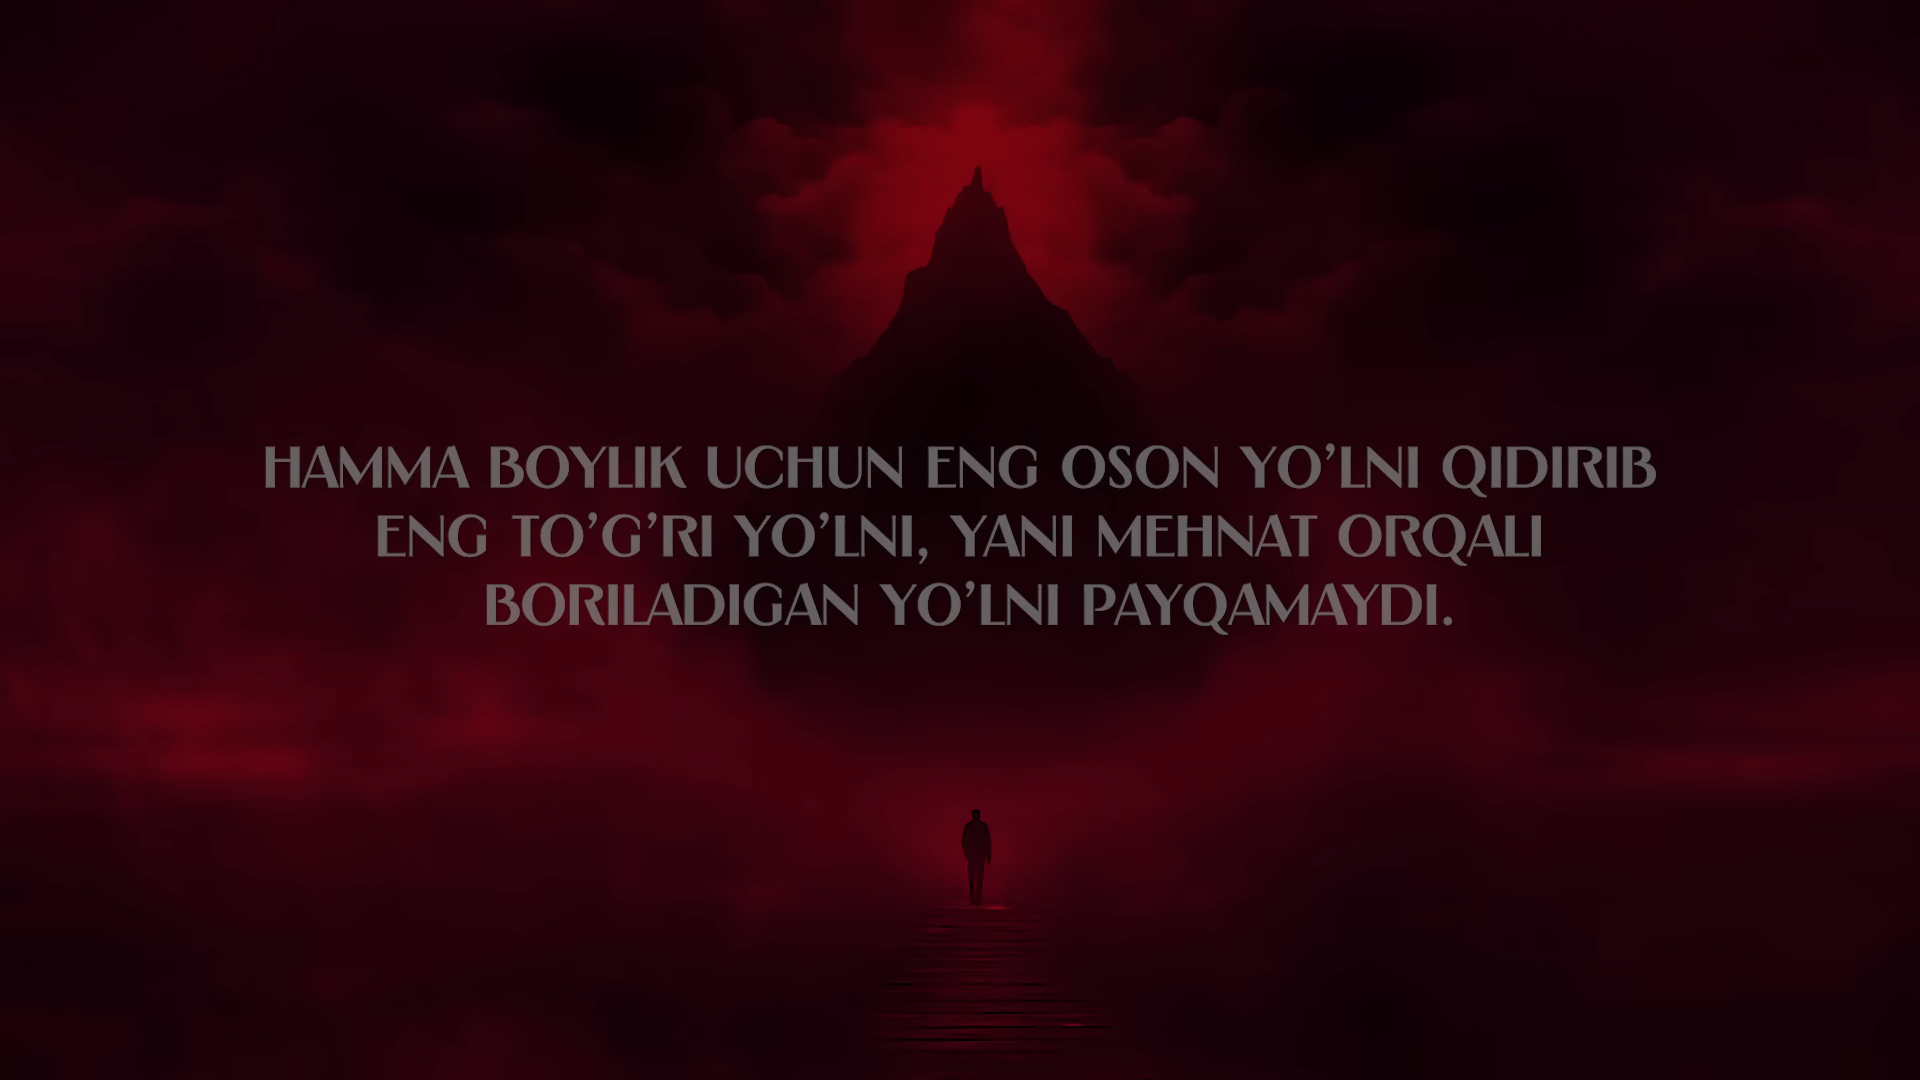 HAMMA BOYLIK UCHUN ENG OSON YO’LNI QIDIRIB
ENG TO’G’RI YO’LNI, YANI MEHNAT ORQALI
BORILADIGAN YO’LNI PAYQAMAYDI.